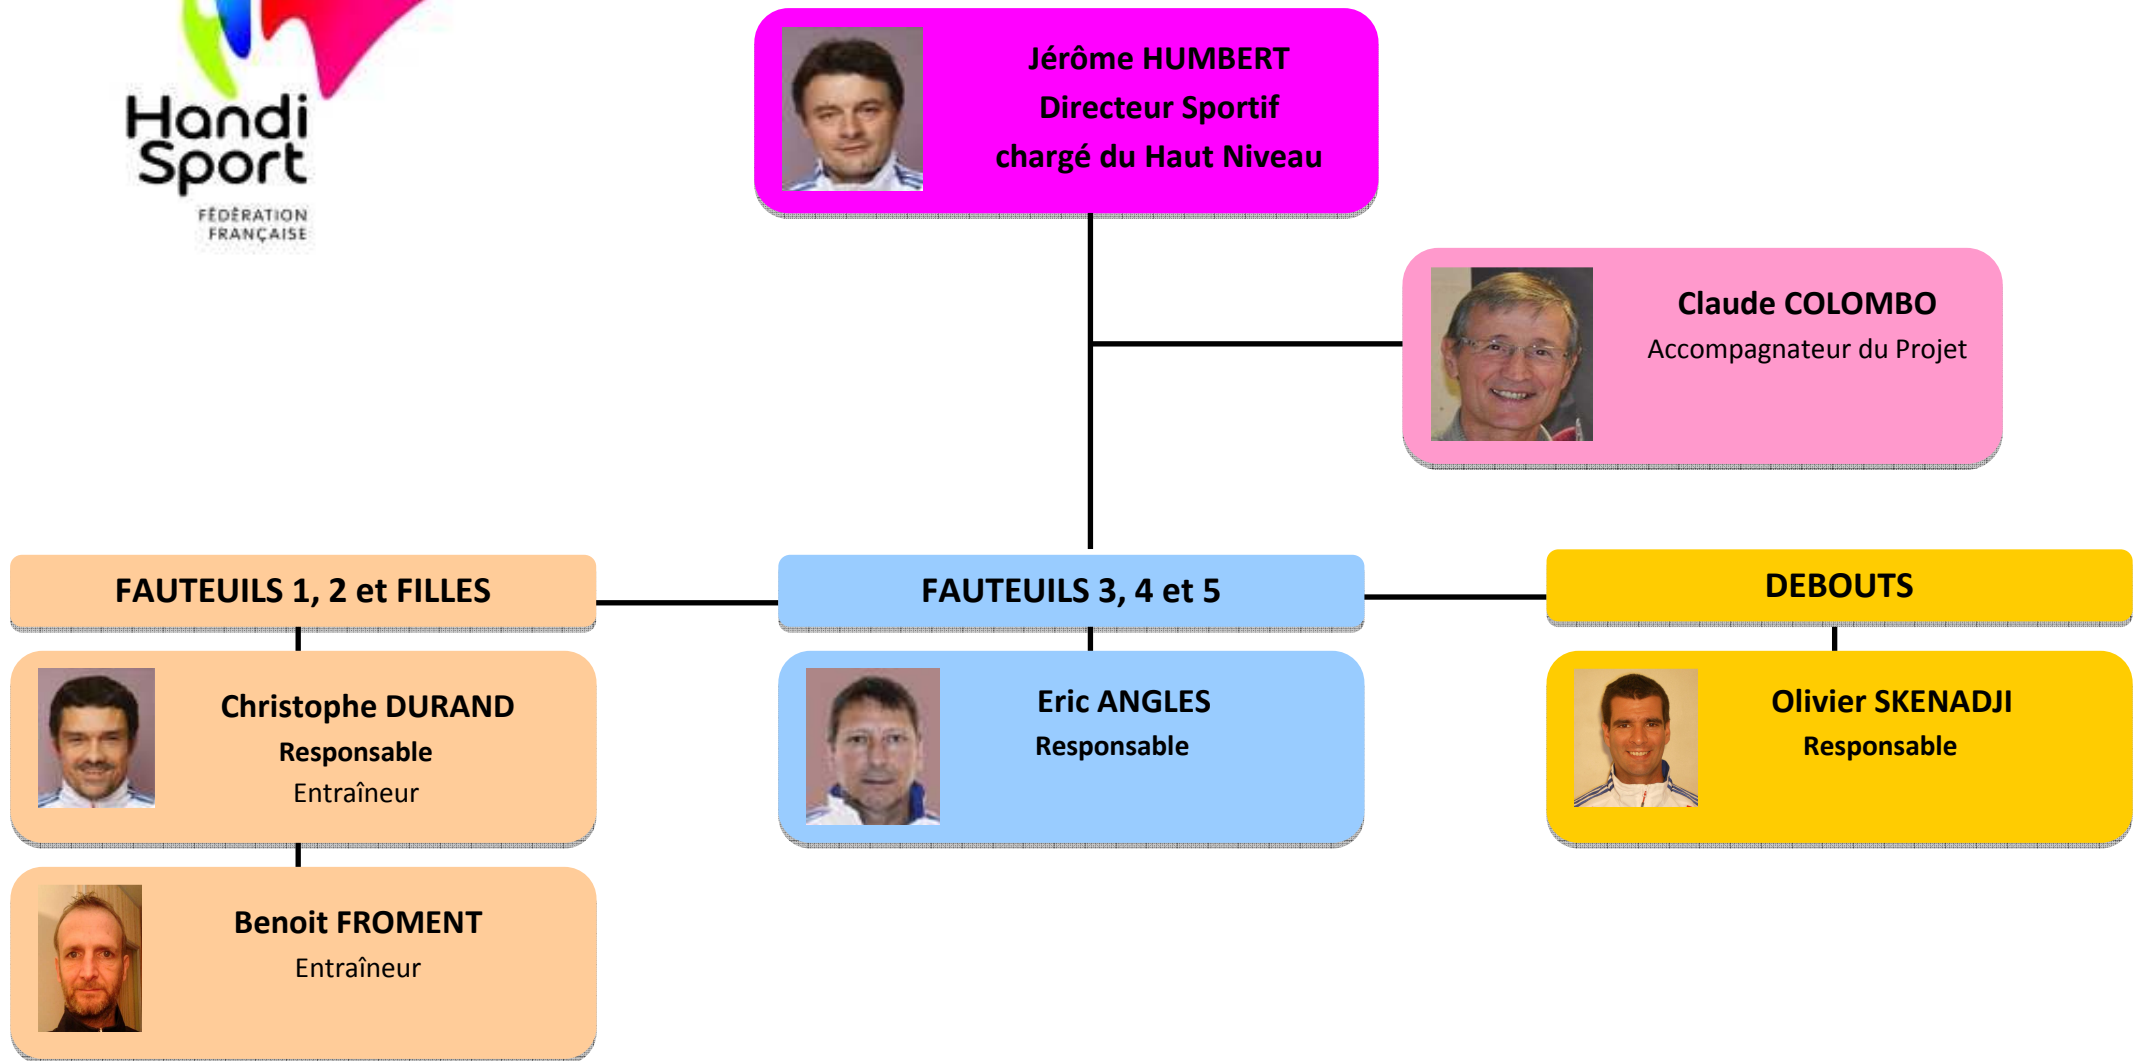 Handi
Sport
FÉDÉRATION
FRANÇAISE
Jérôme HUMBERT
Directeur Sportif
chargé du Haut Niveau
Claude COLOMBO
Accompagnateur du Projet
FAUTEUILS 1, 2 et FILLES
FAUTEUILS 3, 4 et 5
DEBOUTS
Christophe DURAND
Responsable
Entraîneur
Eric ANGLES
Responsable
Olivier SKENADJI
Responsable
Benoit FROMENT
Entraîneur